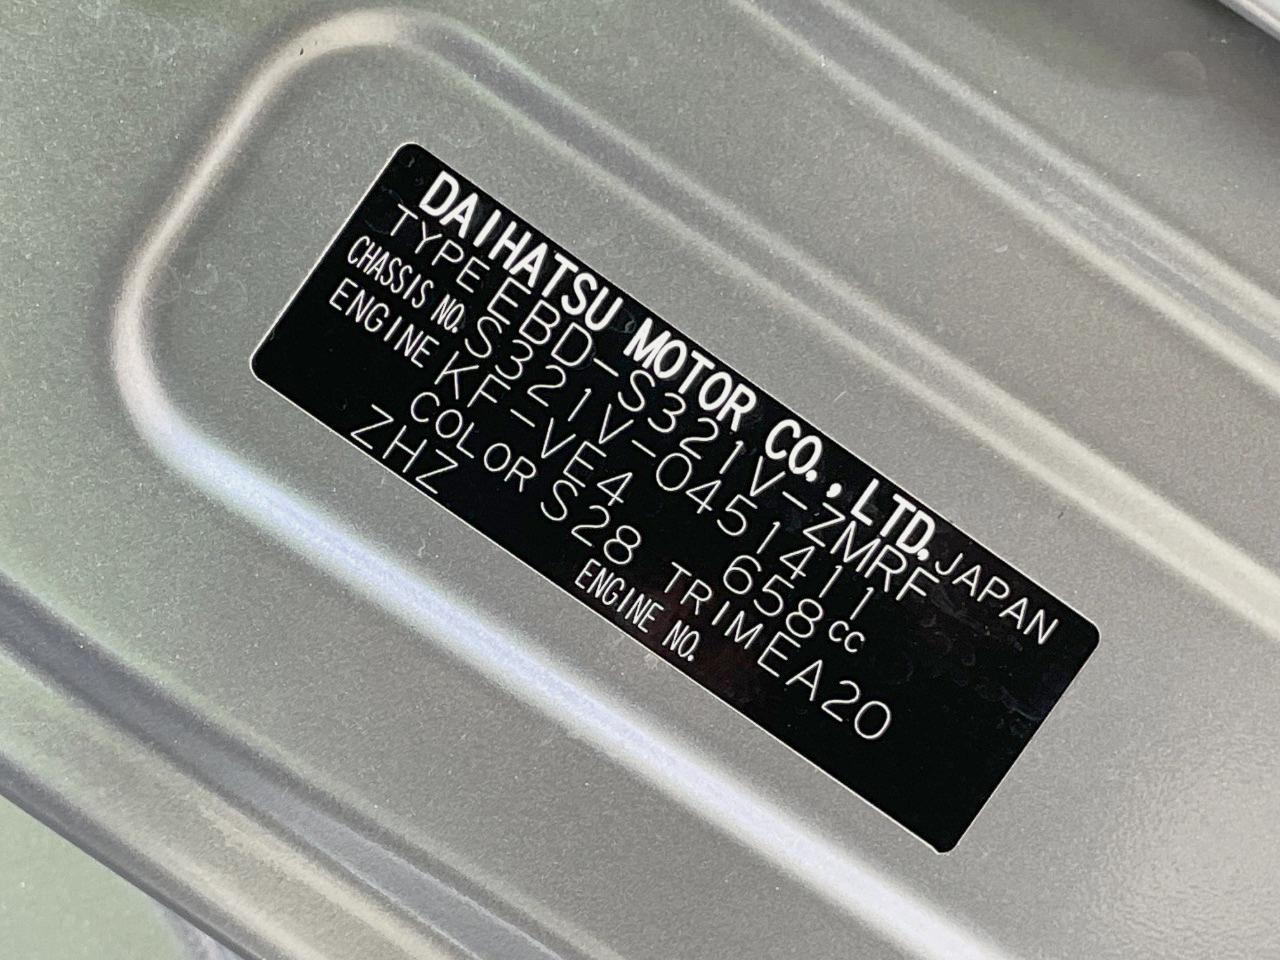 DAIHATSU MOTOR CO., LTD. JAPAN
TYPE EBD-S321V-ZMRF
CHASSIS NO. S321V-0451411
ENGINE KF-VE4 658cc
COLOR S28 TRIM EA20
ZHZ ENGINE NO.